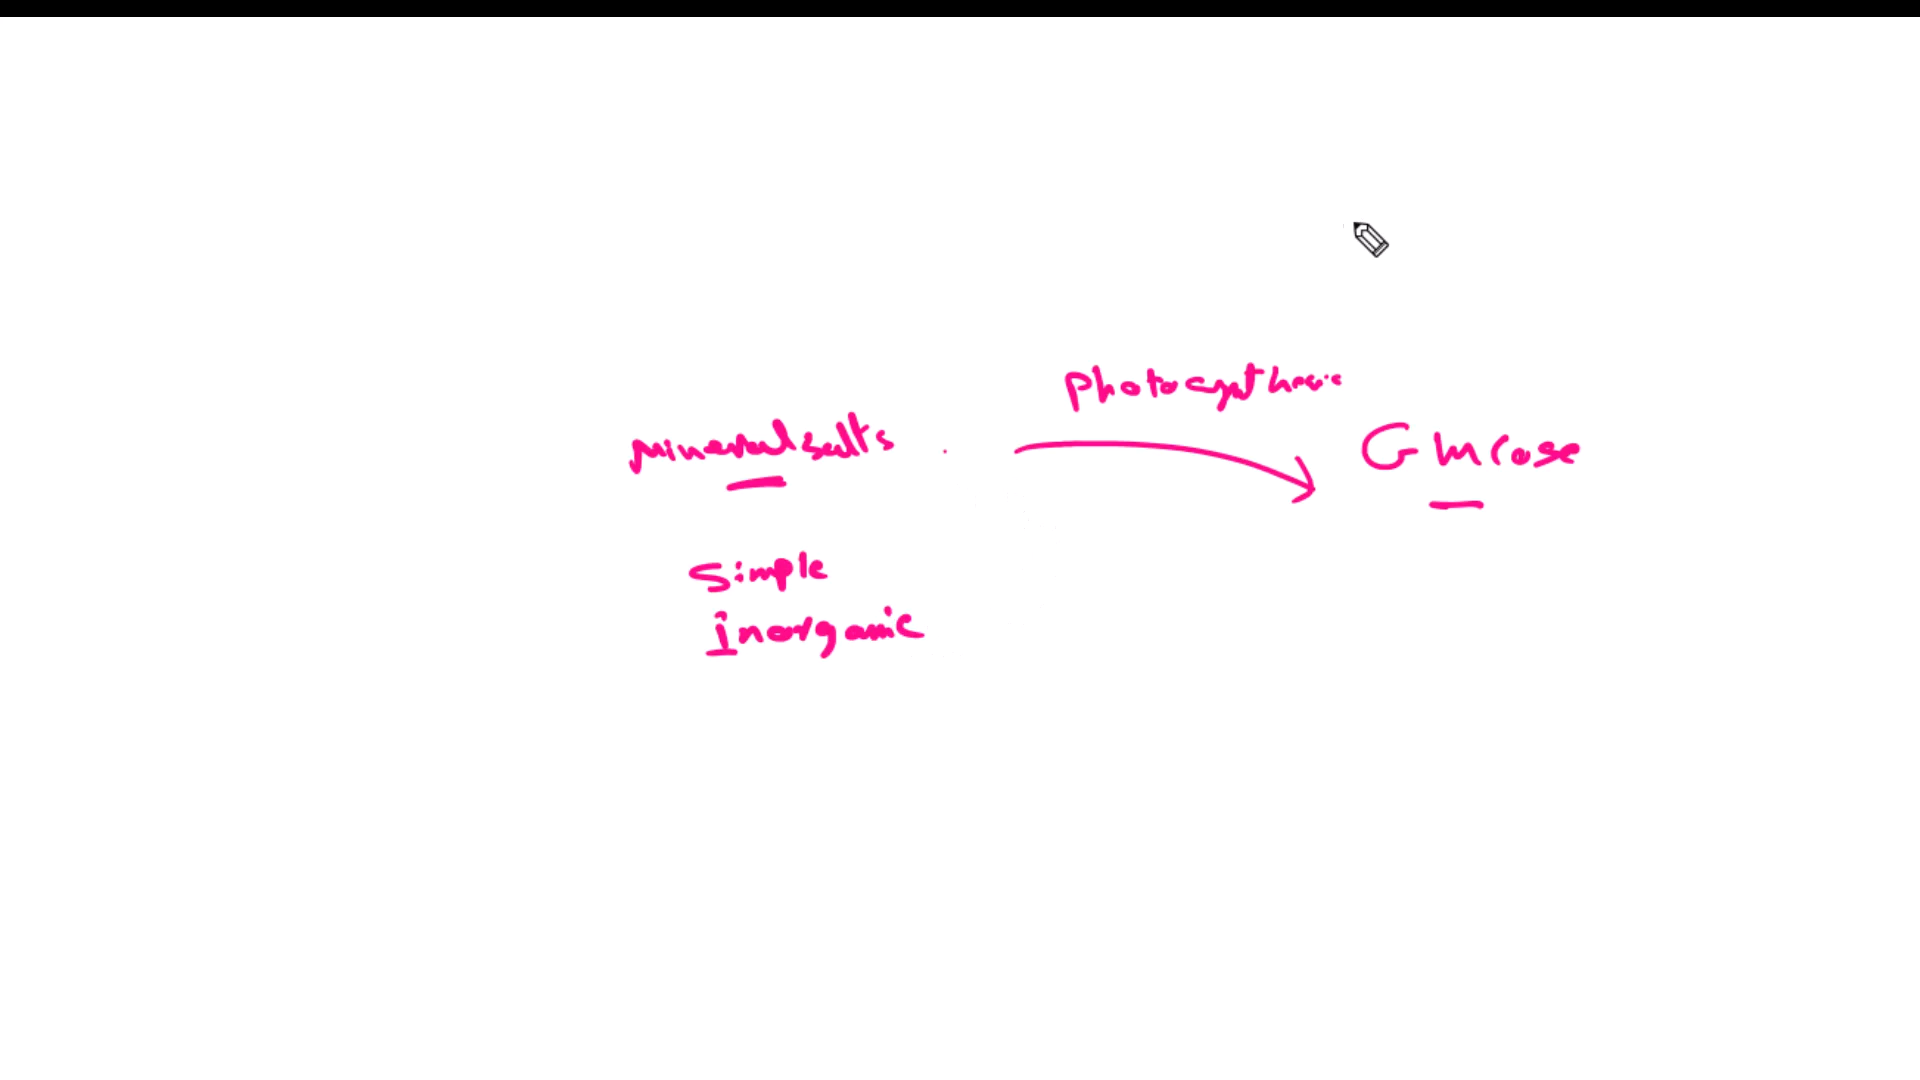 Photosynthesis
mineral salts
Glucose
Simple
inorganic